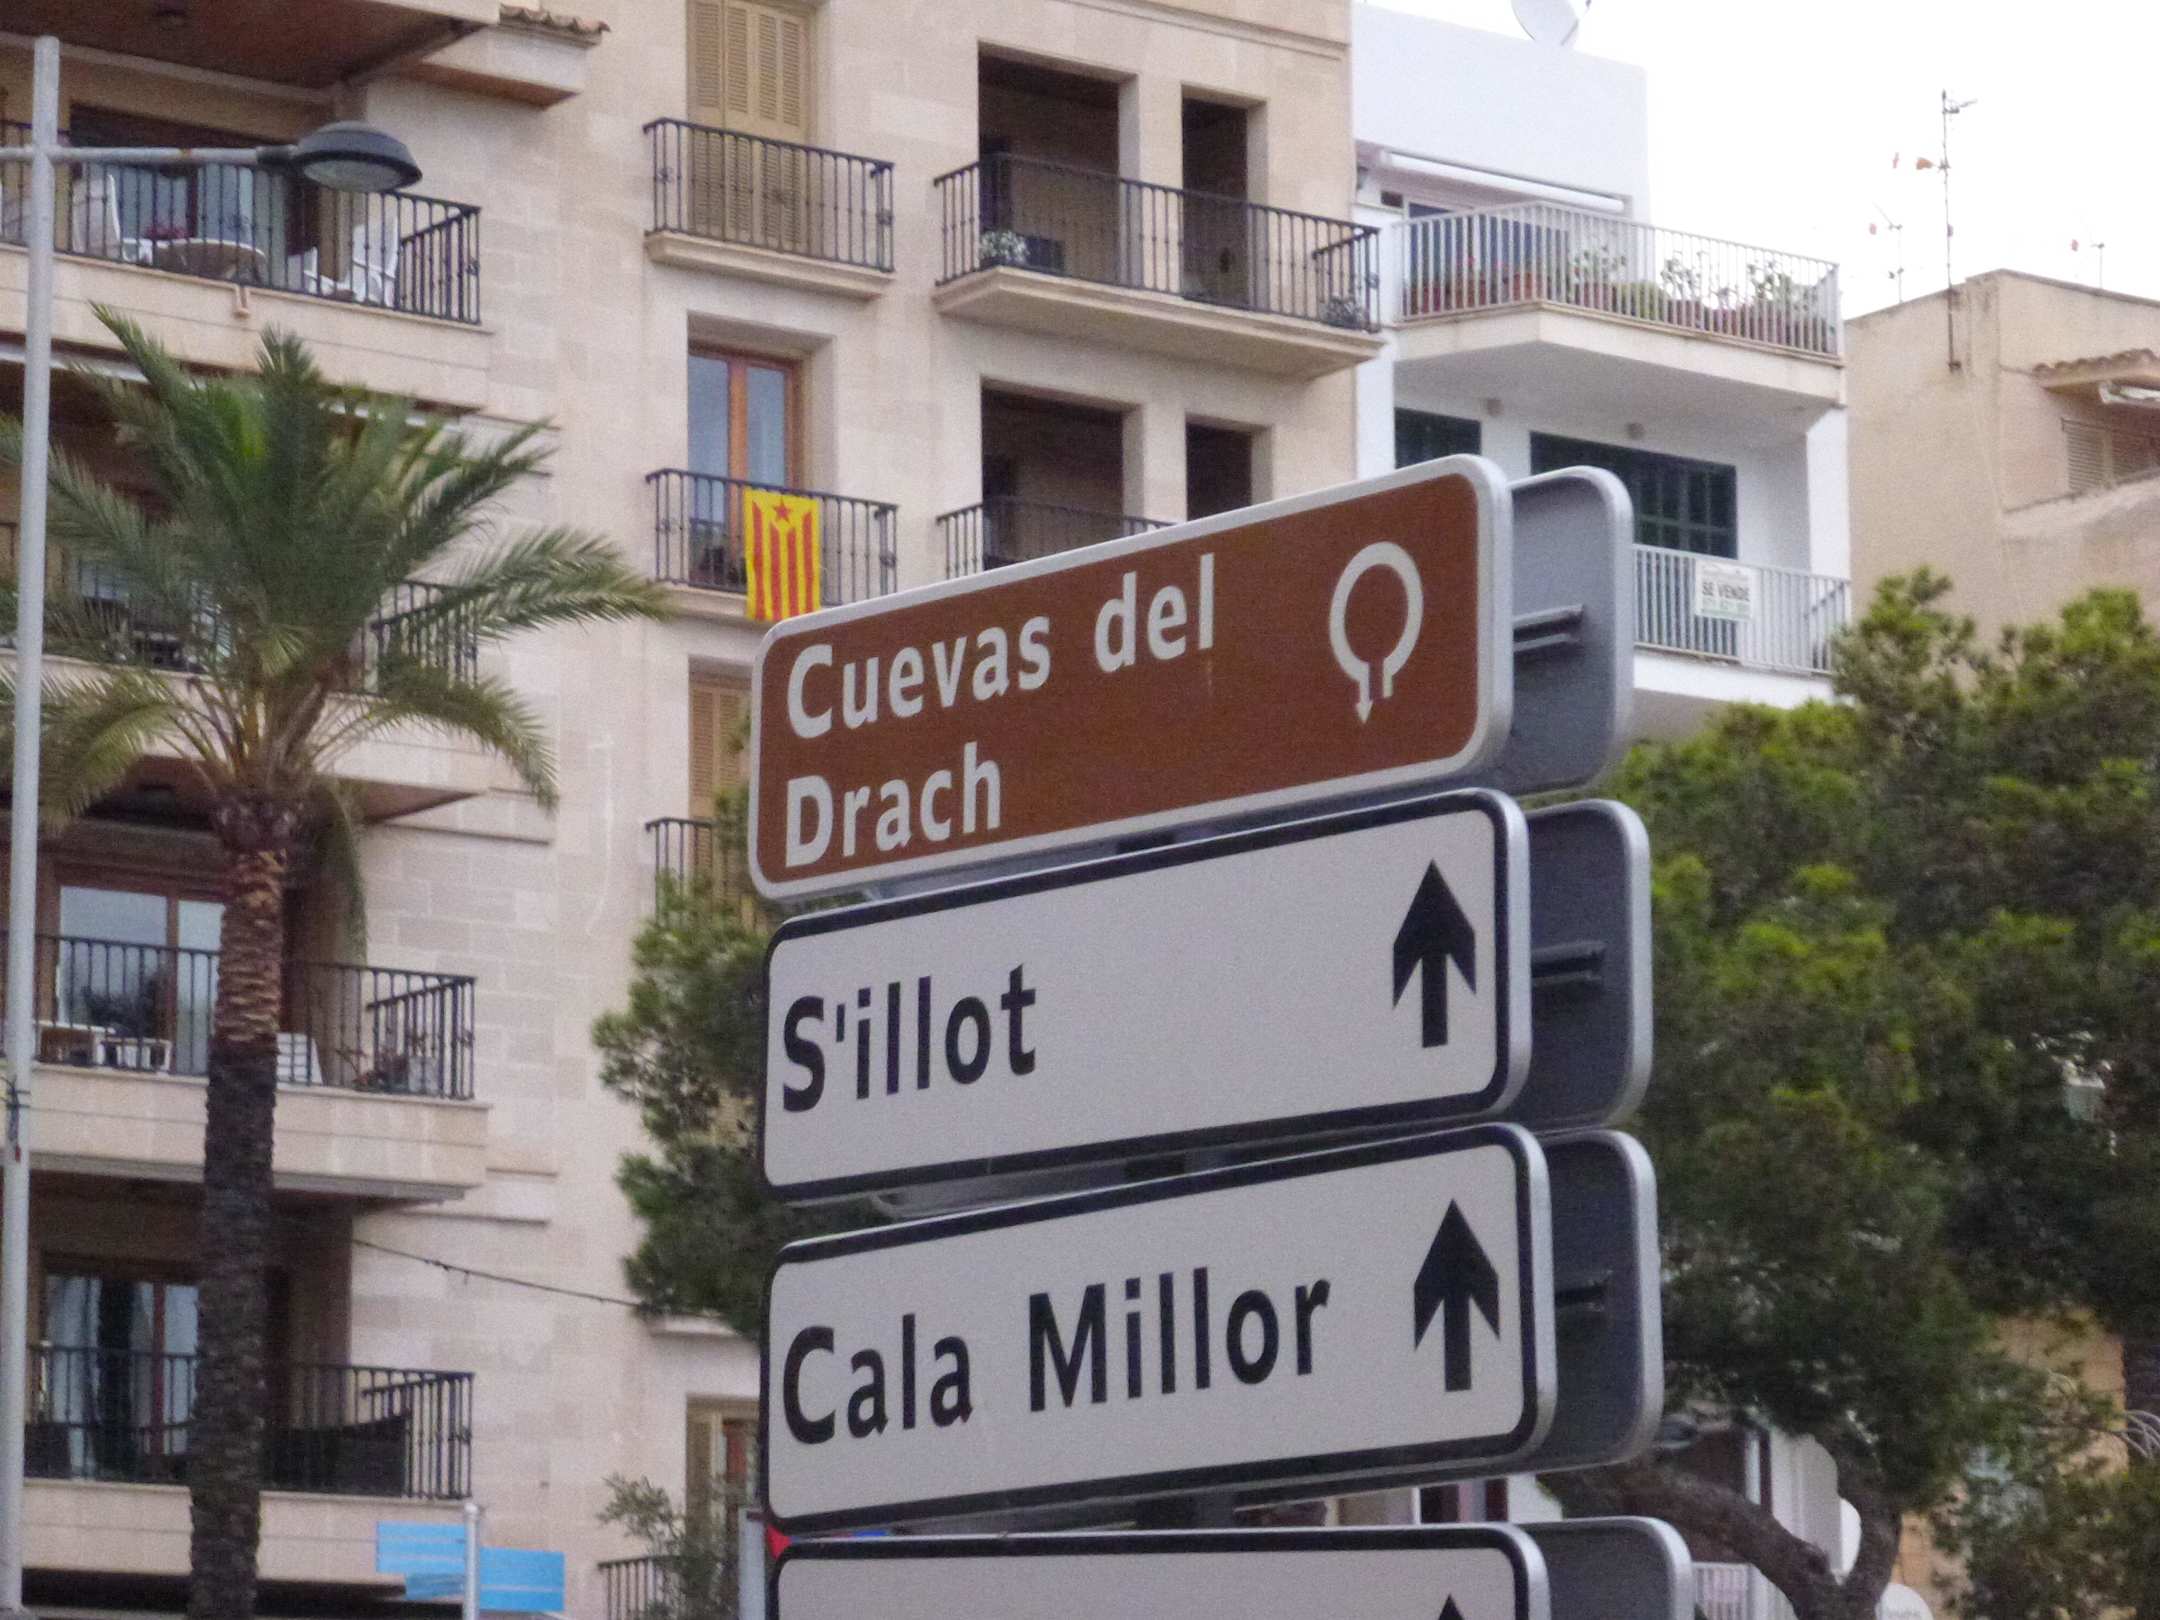 SE VENDE
Cuevas del
Drach
S'illot
Cala Millor